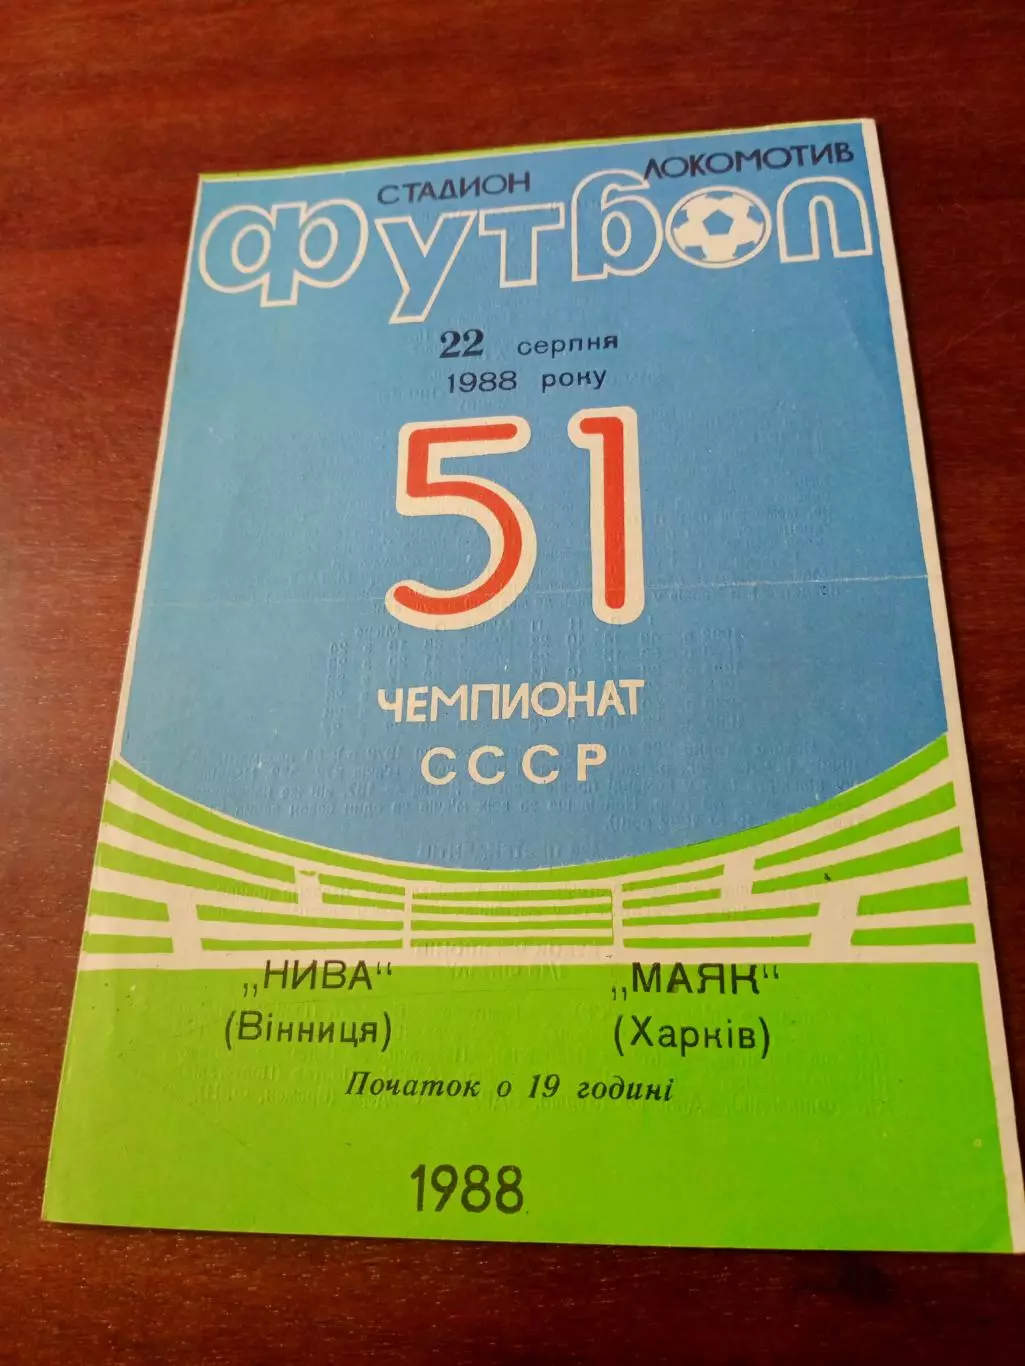 СТАДИОН ЛОКОМОТИВ
ФУТБОЛ
22 серпня
1988 року
51
ЧЕМПИОНАТ
СССР
„НИВА“ „МАЯК“
(Вінниця) (Харків)
Початок о 19 годині
1988